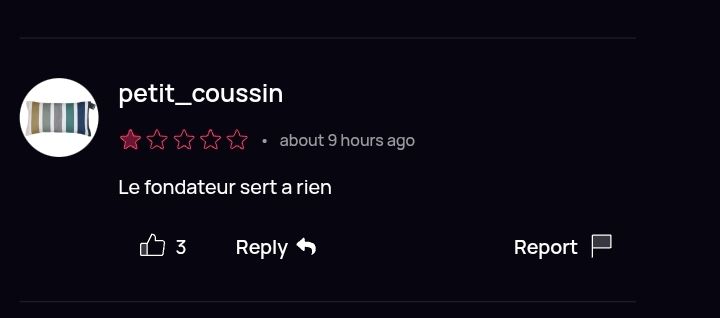 petit_coussin
• about 9 hours ago
Le fondateur sert a rien
3 Reply Report